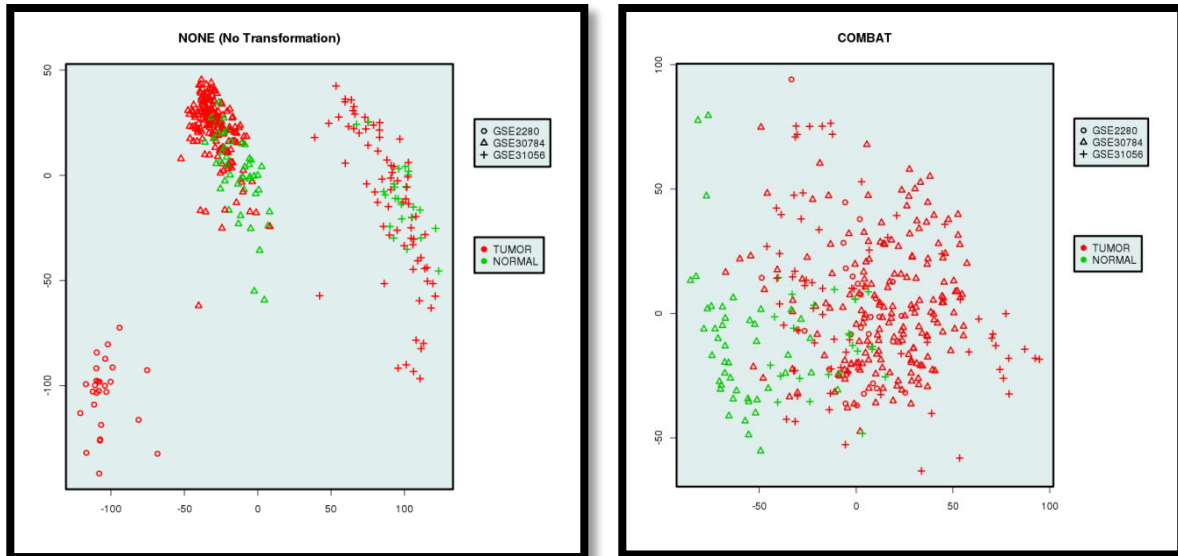 NONE (No Transformation)
50
0
-50
-100
-100
-50
0
50
100
GSE2280
GSE30784
GSE31056
TUMOR
NORMAL
COMBAT
100
50
0
-50
-50
0
50
100
GSE2280
GSE30784
GSE31056
TUMOR
NORMAL